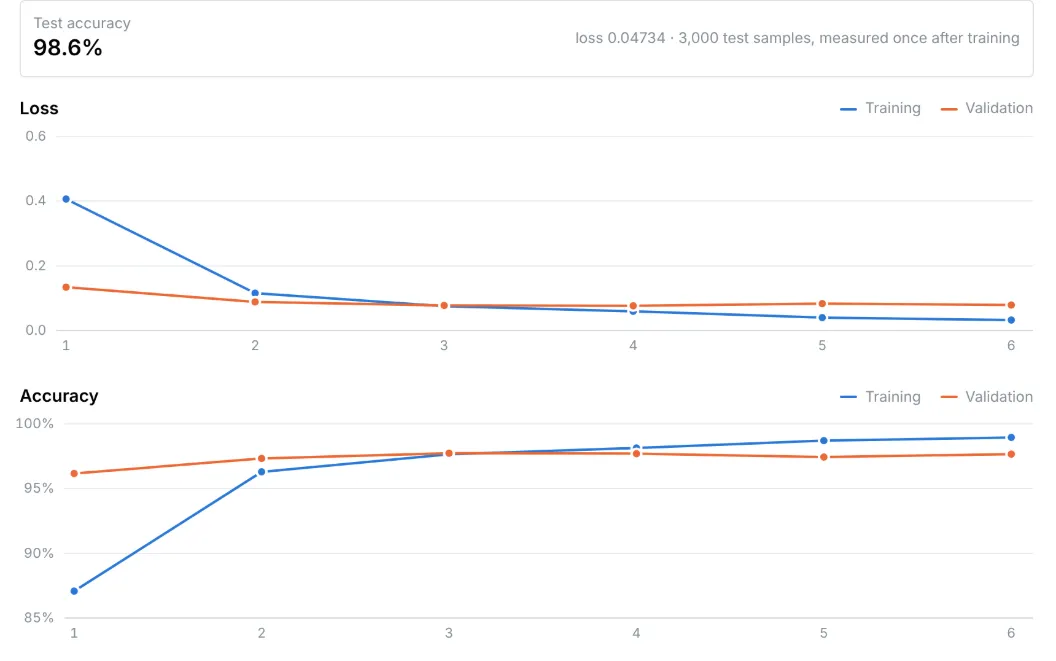 Test accuracy
98.6%
loss 0.04734 · 3,000 test samples, measured once after training
Loss
Training
Validation
0.6
0.4
0.2
0.0
1 2 3 4 5 6
Accuracy
Training
Validation
100%
95%
90%
85%
1 2 3 4 5 6